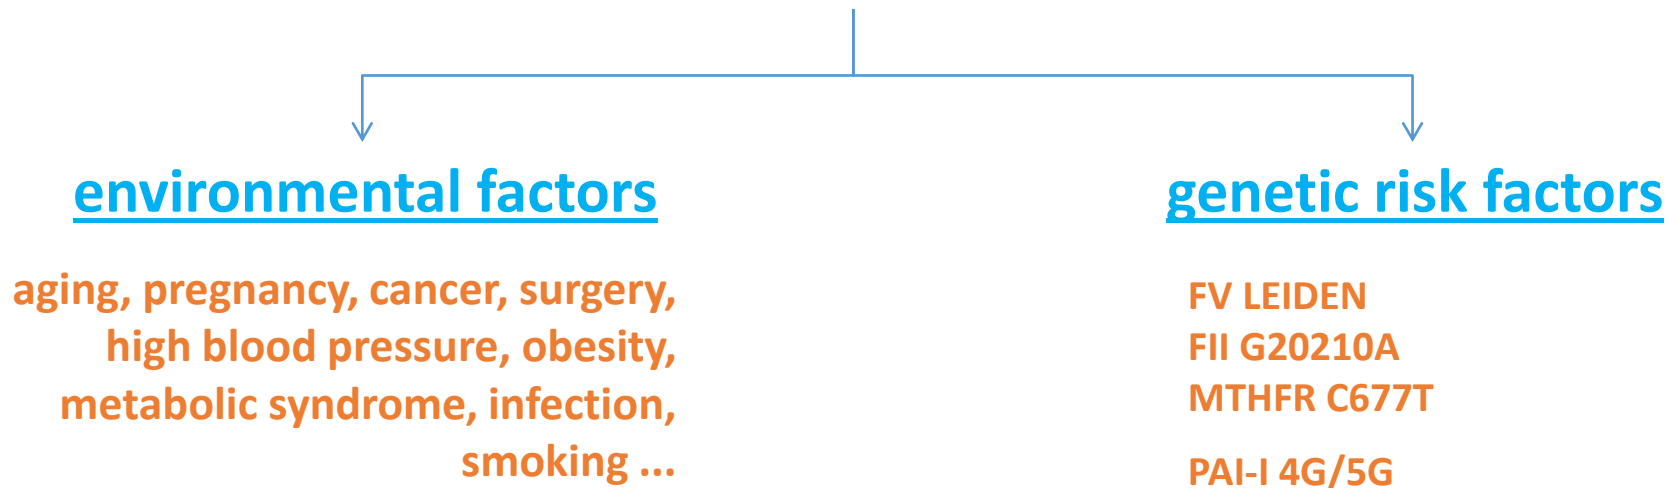 environmental factors
genetic risk factors
aging, pregnancy, cancer, surgery,
high blood pressure, obesity,
metabolic syndrome, infection,
smoking ...
FV LEIDEN
FII G20210A
MTHFR C677T
PAI-I 4G/5G